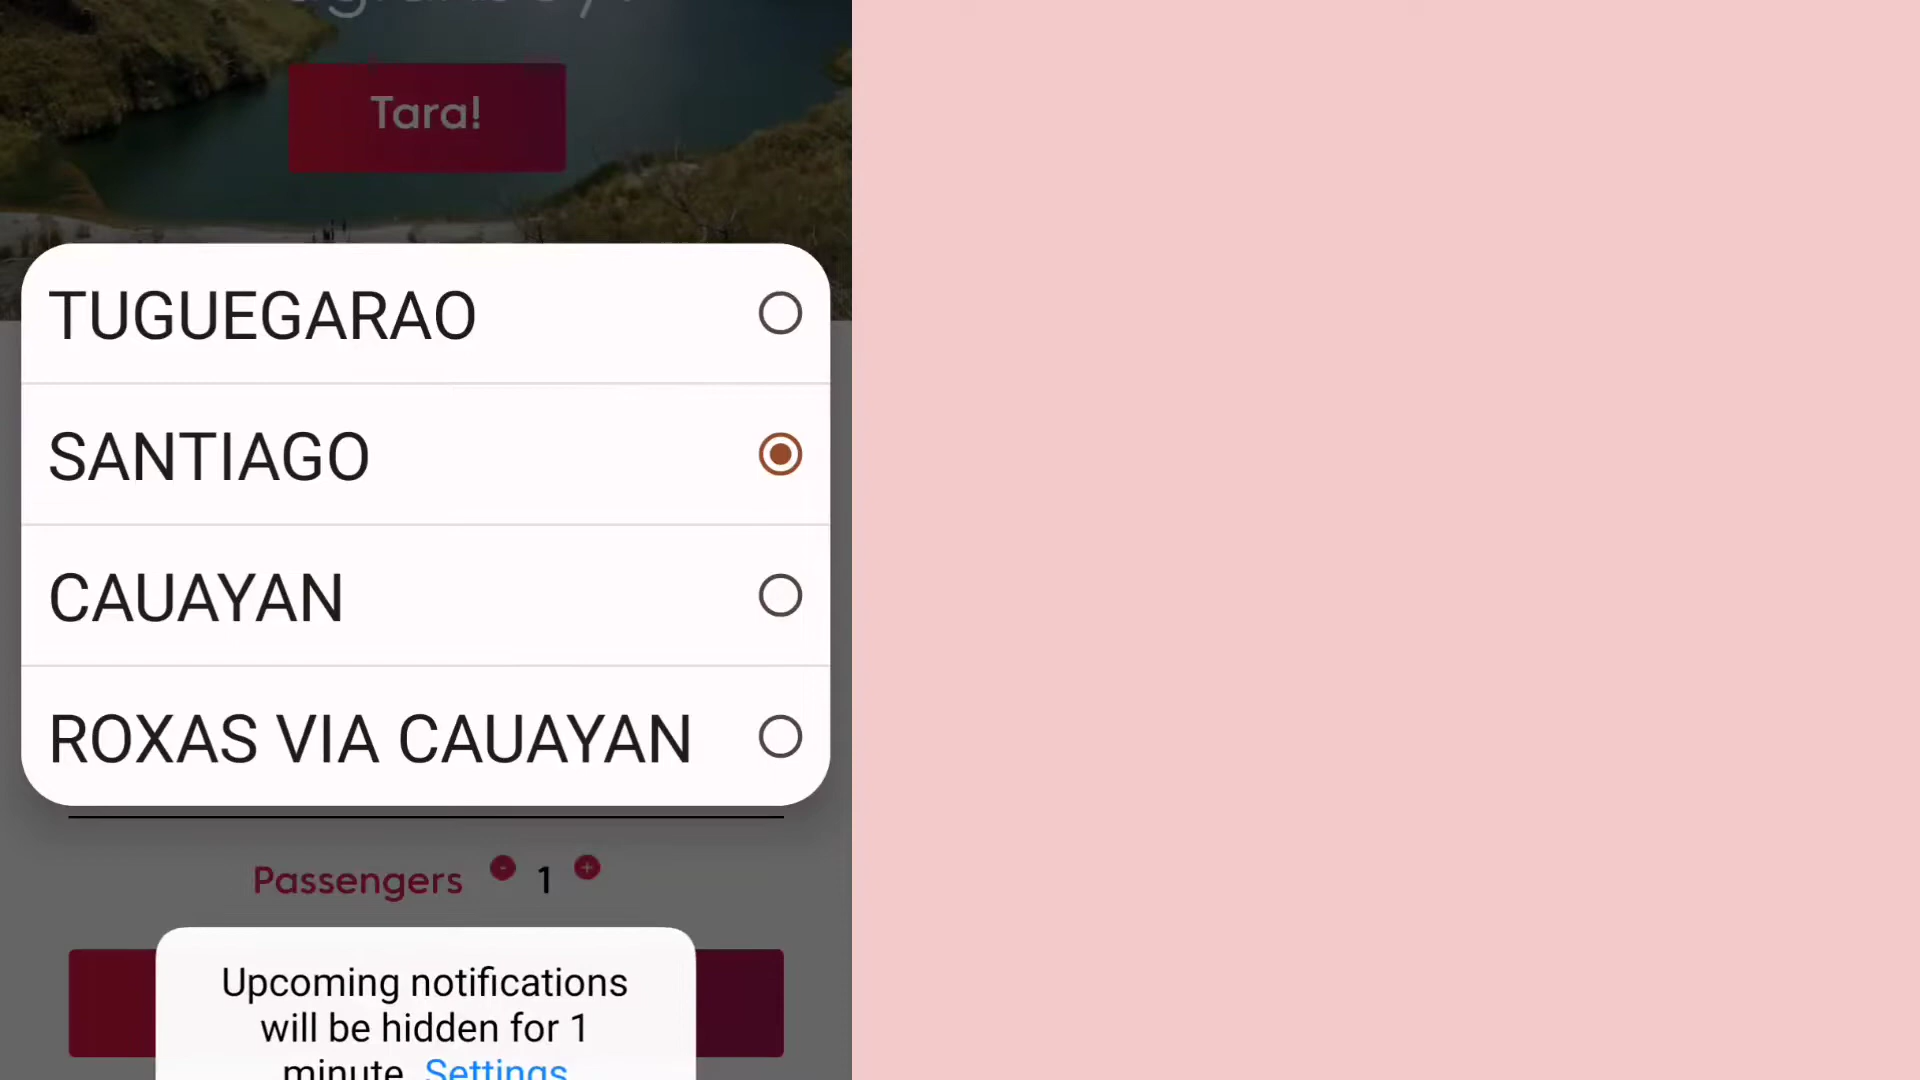 Tara!
TUGUEGARAO
SANTIAGO
CAUAYAN
ROXAS VIA CAUAYAN
Passengers - 1 +
Upcoming notifications
will be hidden for 1
minute. Settings